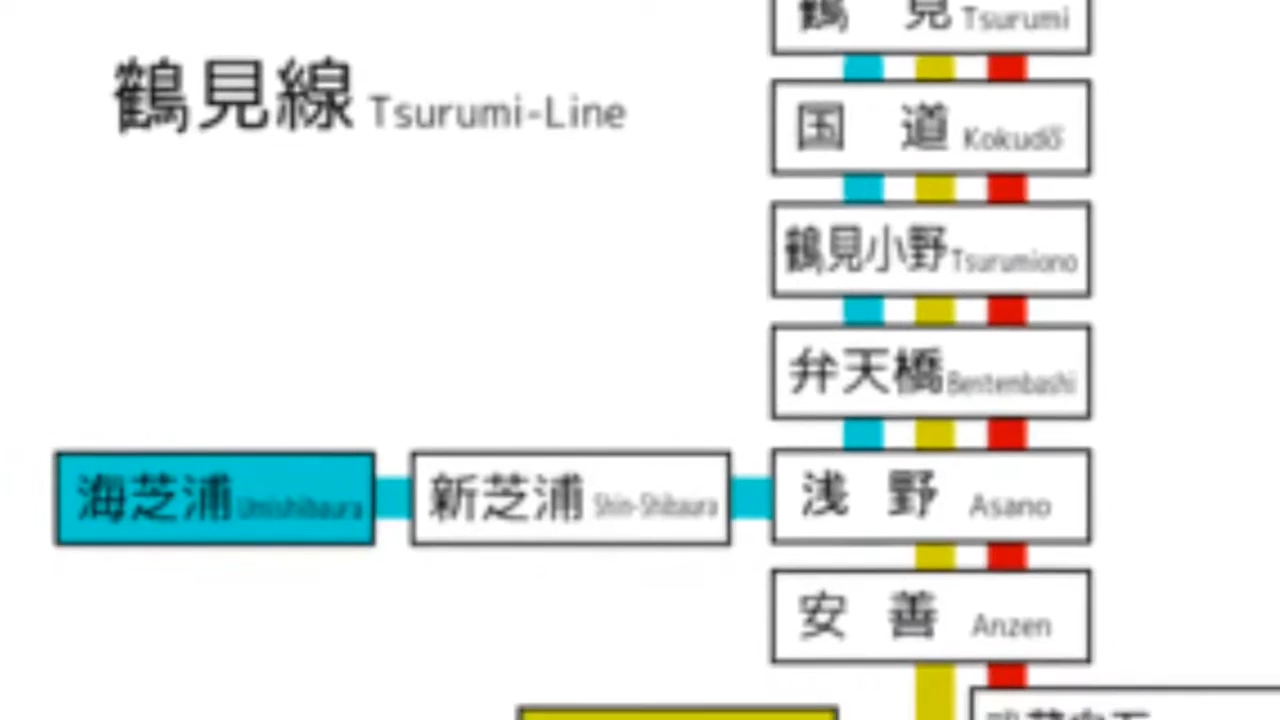 鶴見 Tsurumi
鶴見線 Tsurumi-Line
国道 Kokudō
鶴見小野 Tsurumiono
弁天橋 Bentenbashi
海芝浦 Umishibaura
新芝浦 Shin-Shibaura
浅野 Asano
安善 Anzen